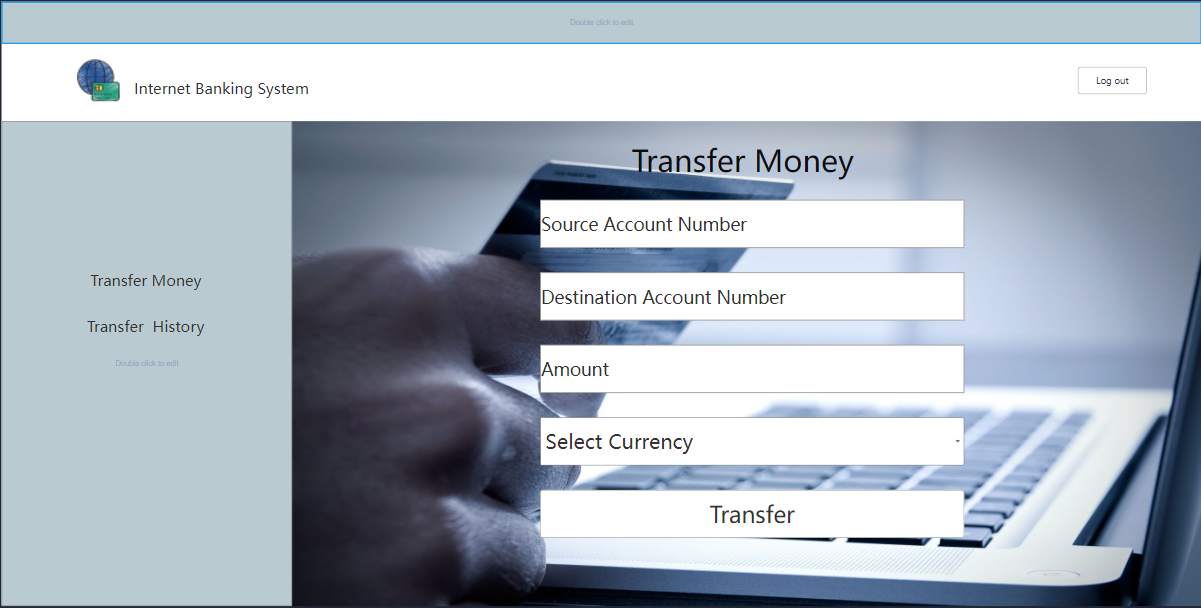 Double click to edit
Internet Banking System
Log out
Transfer Money
Source Account Number
Destination Account Number
Amount
Select Currency
Transfer
Transfer Money
Transfer  History
Double click to edit